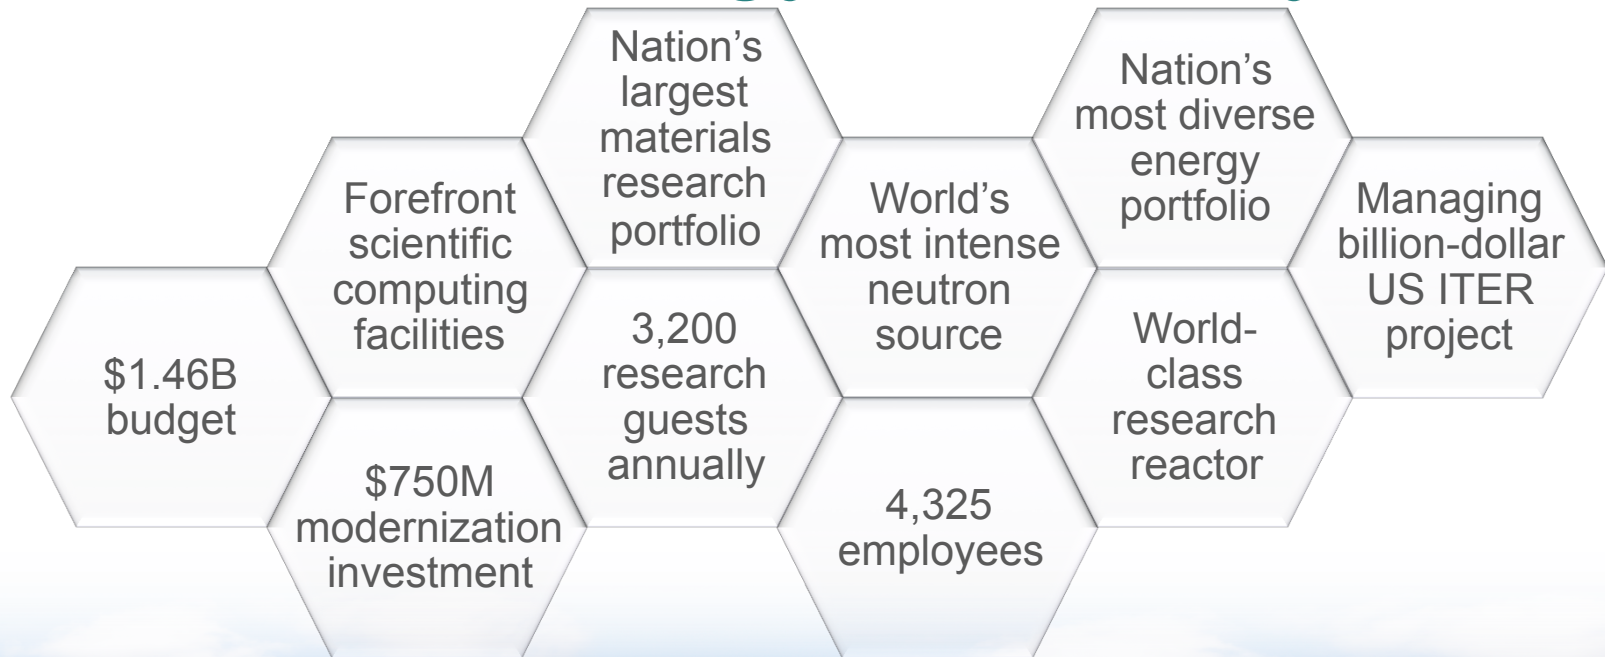 Nation's
largest
materials
research
portfolio
Nation's
most diverse
energy
portfolio
Forefront
scientific
computing
facilities
World's
most intense
neutron
source
Managing
billion-dollar
US ITER
project
$1.46B
budget
3,200
research
guests
annually
World-
class
research
reactor
$750M
modernization
investment
4,325
employees